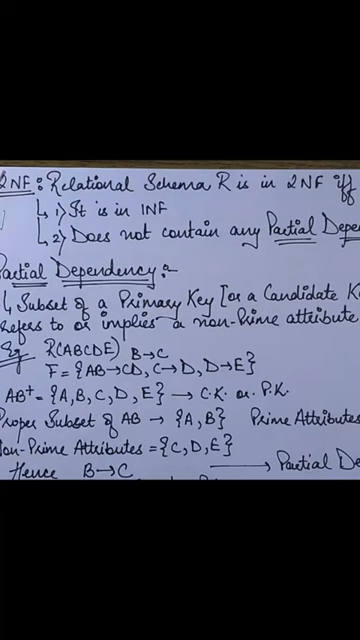 2NF: Relational Schema R is in 2NF iff
1) It is in 1NF
2) Does not contain any Partial Depe
Partial Dependency:-
Subset of a Primary Key [or a Candidate K
refers to or implies a non-Prime attribute
Eg R(ABCDE) B→C
F = {AB→CD, C→D, D→E}
AB+ = {A, B, C, D, E} → C.K. or P.K.
Proper Subset of AB → {A, B} Prime Attributes
Non-Prime Attributes = {C, D, E}
Hence B→C → Partial De